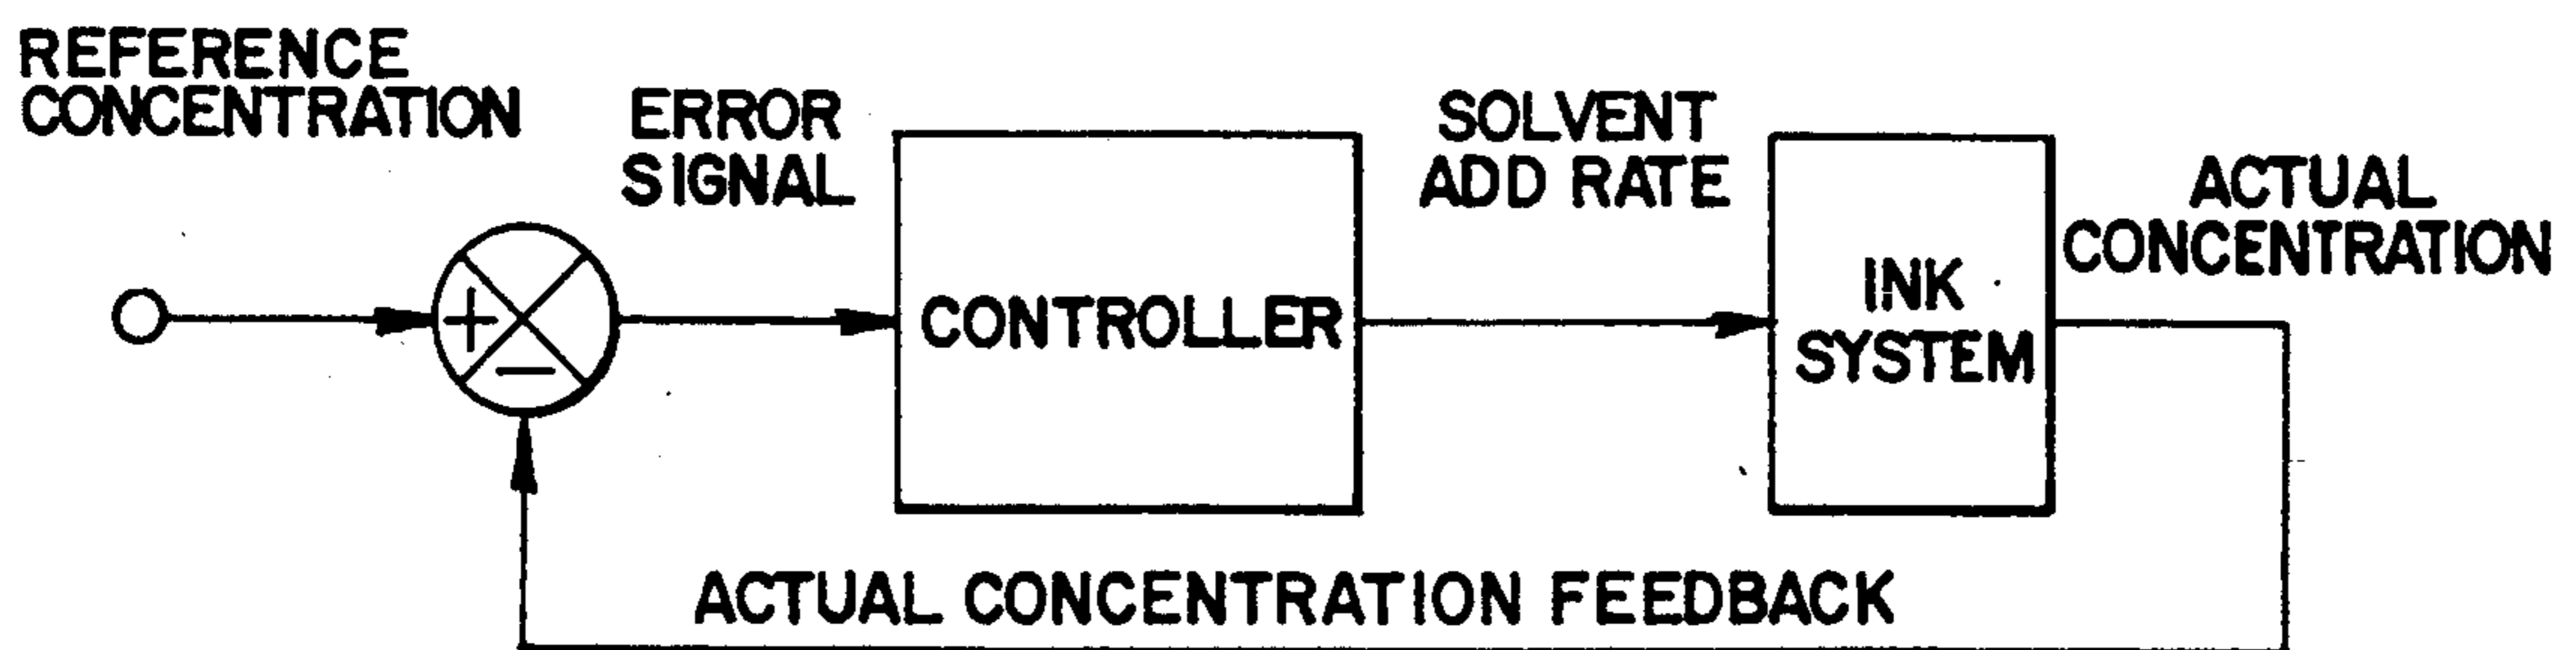 REFERENCE
CONCENTRATION
ERROR
SIGNAL
+
−
CONTROLLER
SOLVENT
ADD RATE
INK
SYSTEM
ACTUAL
CONCENTRATION
ACTUAL CONCENTRATION FEEDBACK